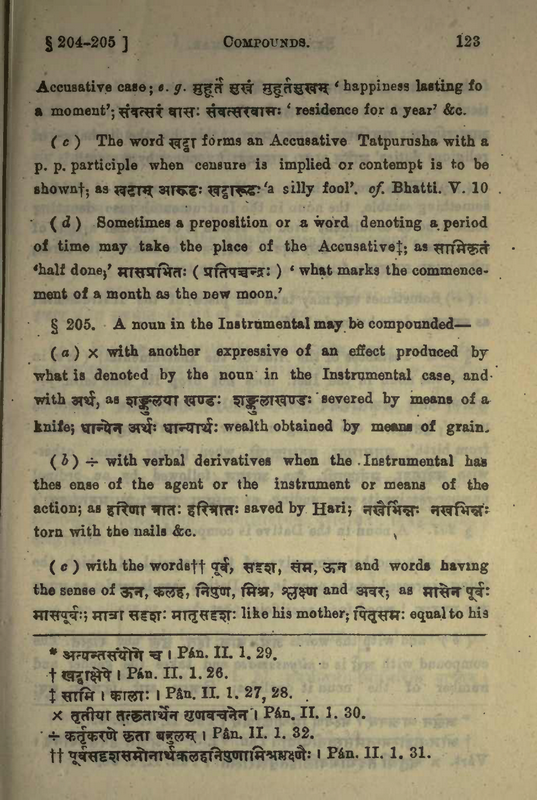 § 204-205 ] COMPOUNDS. 123
Accusative case; e. g. मुहूर्तं सुखं मुहूर्तसुखम् ‘ happiness lasting fo
a moment’; संवत्सरं वासः संवत्सरवासः ‘ residence for a year’ &c.
( c ) The word खट्वा forms an Accusative Tatpurusha with a
p. p. participle when censure is implied or contempt is to be
shown†; as खट्वाम् आरूढः खट्वारूढः ‘a silly fool’. cf. Bhatti. V. 10
( d ) Sometimes a preposition or a word denoting a period
of time may take the place of the Accusative‡; as सामिकृतं
‘half done,’ मासप्रमितः ( प्रतिपच्चन्द्रः ) ‘ what marks the commence-
ment of a month as the new moon.’
§ 205. A noun in the Instrumental may be compounded—
( a ) × with another expressive of an effect produced by
what is denoted by the noun in the Instrumental case, and
with अर्थ, as शङ्कुलया खण्डः शङ्कुलाखण्डः severed by means of a
knife; धान्येन अर्थः धान्यार्थः wealth obtained by means of grain.
( b ) ÷ with verbal derivatives when the Instrumental has
thes ense of the agent or the instrument or means of the
action; as हरिणा त्रातः हरित्रातः saved by Hari; नखैर्भिन्नः नखभिन्नः
torn with the nails &c.
( c ) with the words†† पूर्व, सदृश, संम, ऊन and words having
the sense of ऊन, कलह, निपुण, मिश्र, श्लक्ष्ण and अवर; as मासेन पूर्वः
मासपूर्वः; मात्रा सदृशः मातृसदृशः like his mother; पितृसमः equal to his
* अत्यन्तसंयोगे च । Pán. II. 1. 29.
† खट्वाक्षेपे । Pán. II. 1. 26.
‡ सामि । कालाः । Pân. II. 1. 27, 28.
× तृतीया तत्कृतार्थेन गुणवचनेन । Pán. II. 1. 30.
÷ कर्तृकरणे कृता बहुलम् । Pán. II. 1. 32.
†† पूर्वसदृशसमोनार्थकलहनिपुणमिश्रश्लक्ष्णैः । Pán. II. 1. 31.